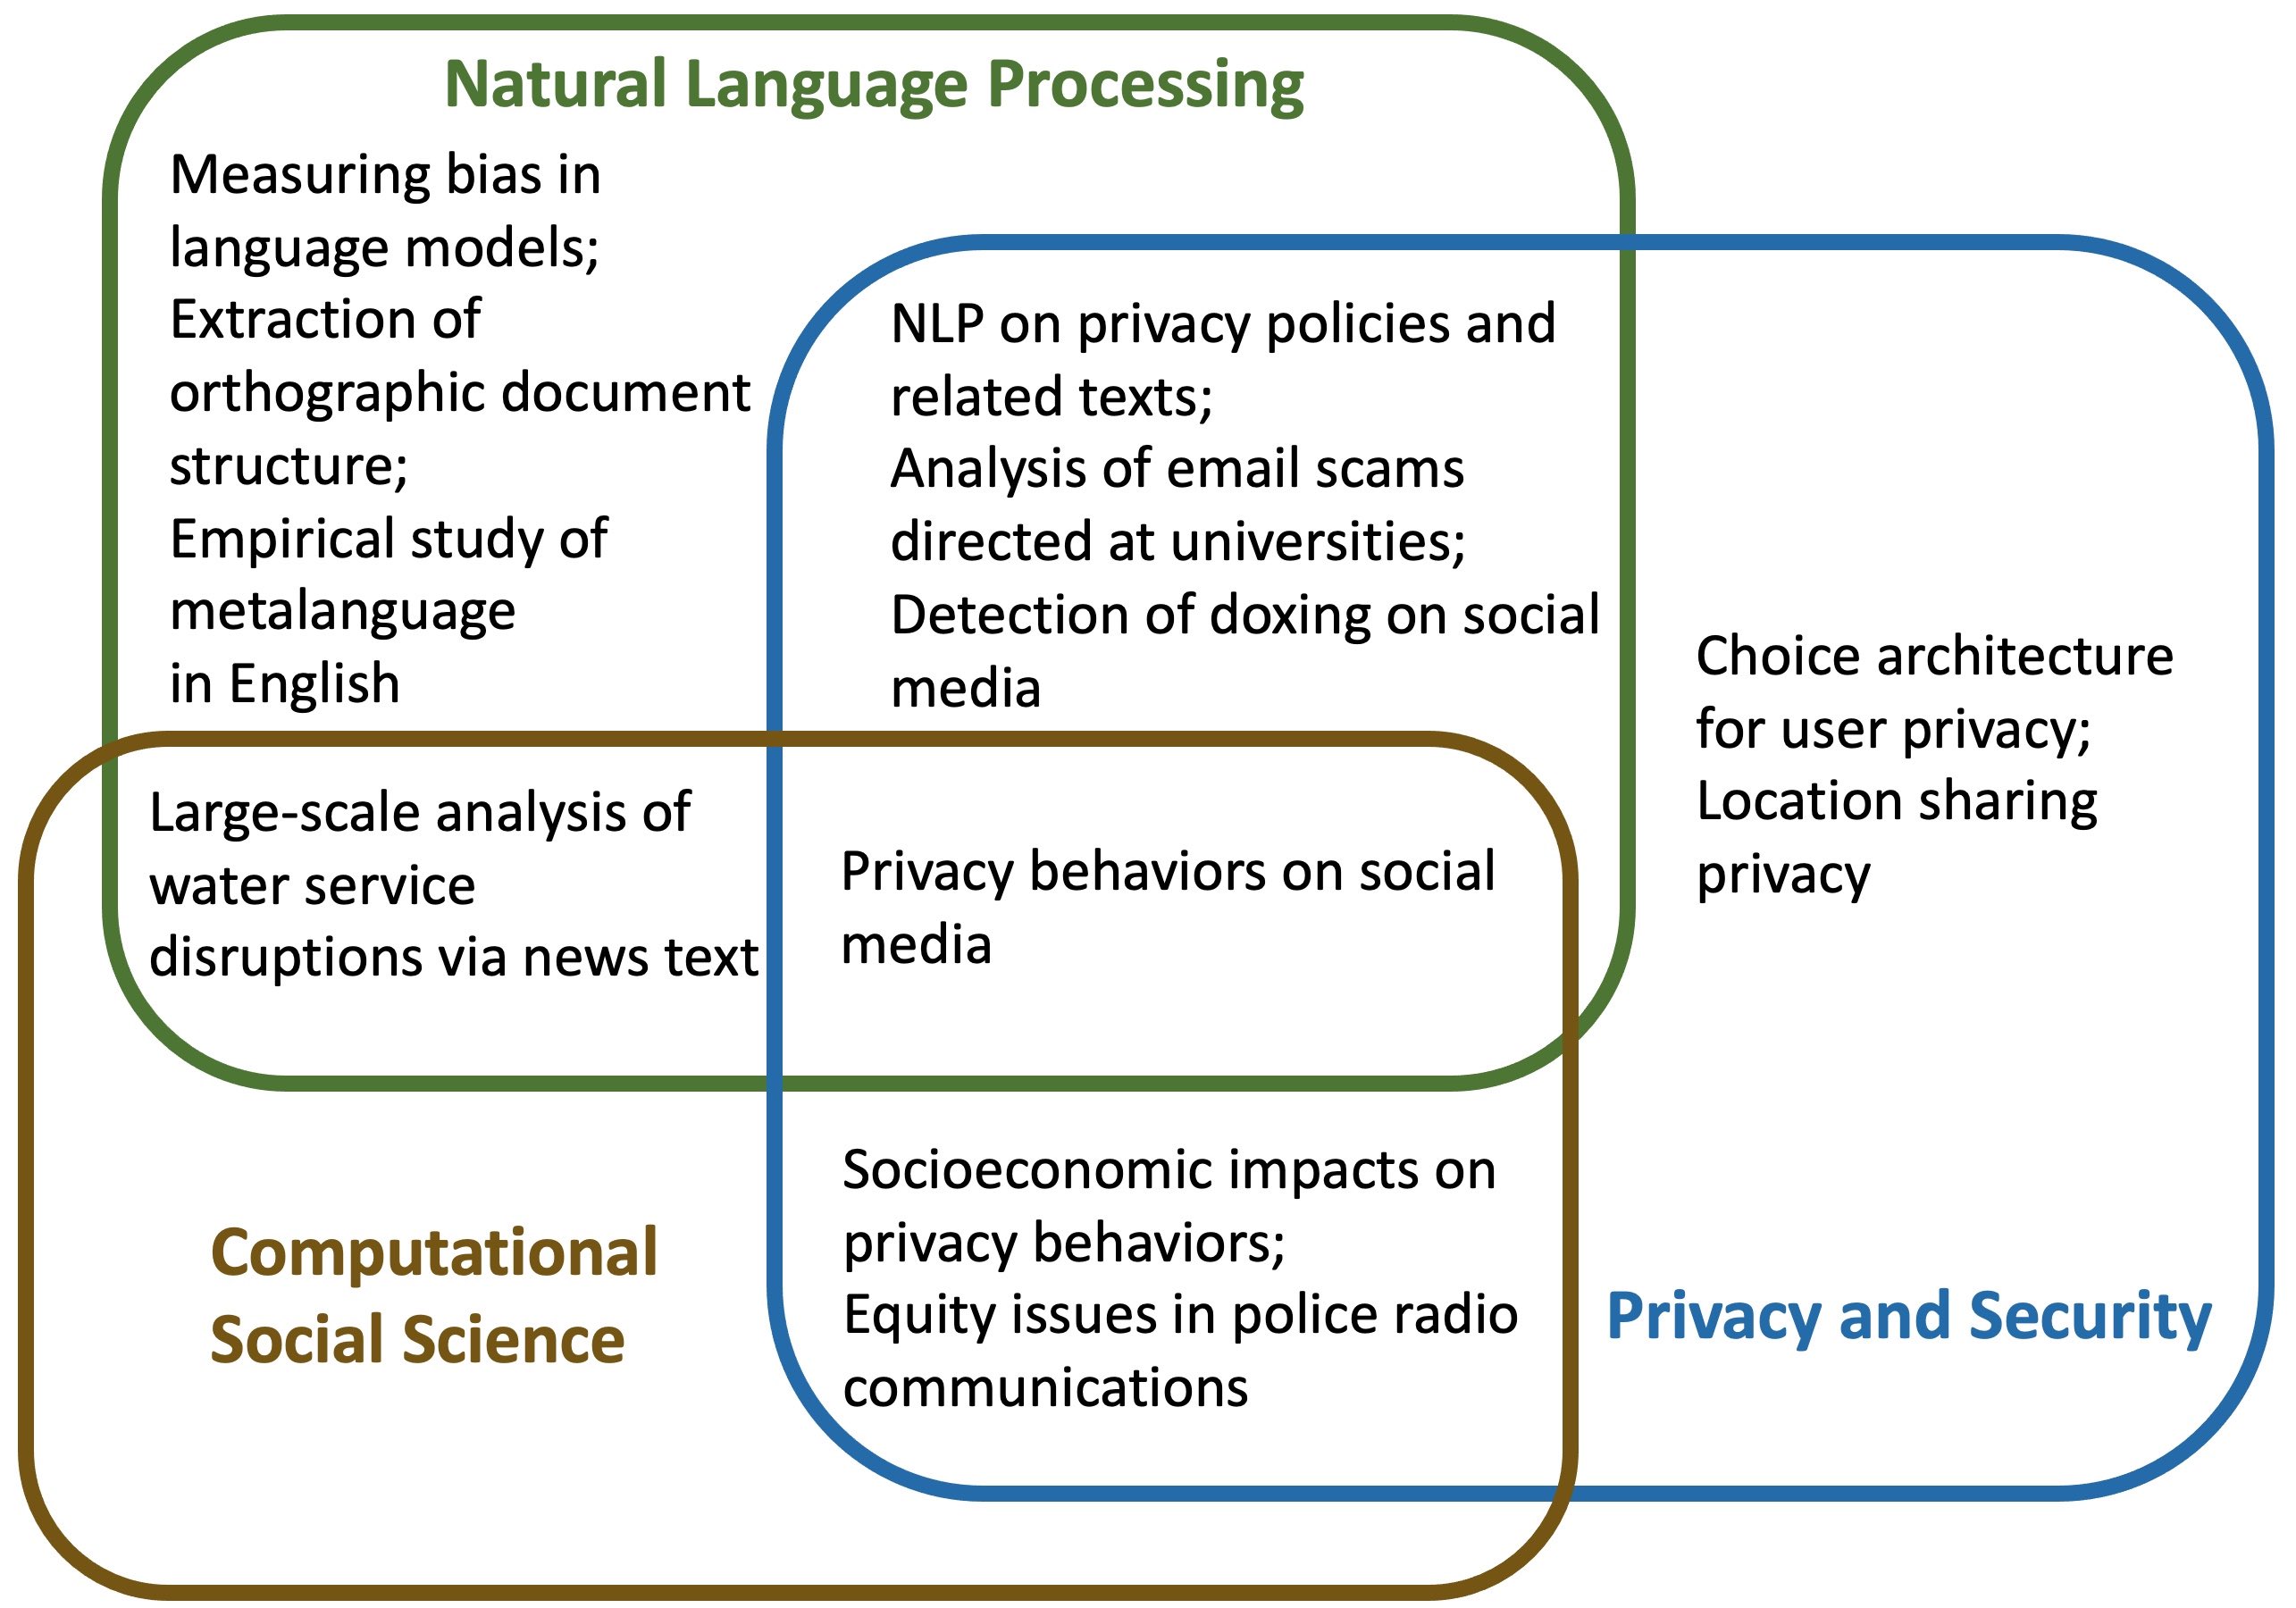 Natural Language Processing
Measuring bias in
language models;
Extraction of
orthographic document
structure;
Empirical study of
metalanguage
in English
NLP on privacy policies and
related texts;
Analysis of email scams
directed at universities;
Detection of doxing on social
media
Choice architecture
for user privacy;
Location sharing
privacy
Large-scale analysis of
water service
disruptions via news text
Privacy behaviors on social
media
Computational
Social Science
Socioeconomic impacts on
privacy behaviors;
Equity issues in police radio
communications
Privacy and Security